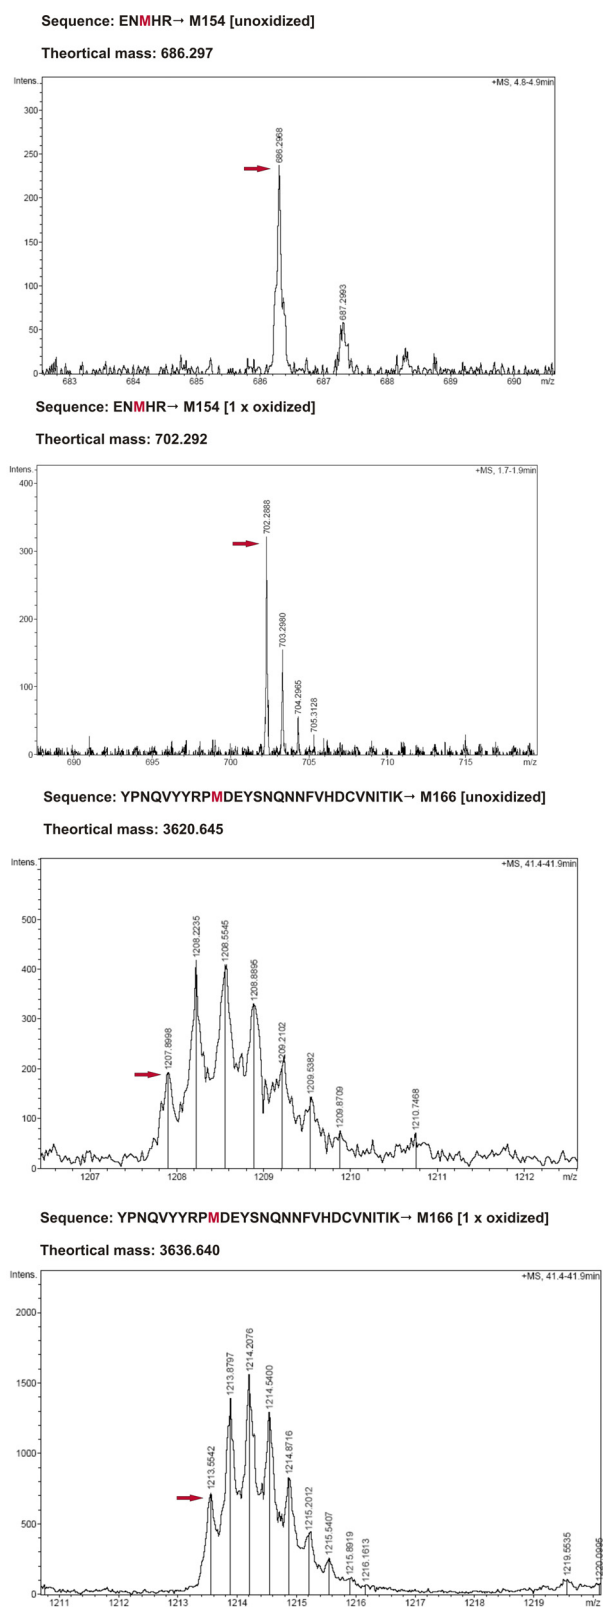 Sequence: ENMHR→ M154 [unoxidized]
Theortical mass: 686.297
Intens.
+MS, 4.8-4.9min
300
250
200
150
100
50
0
686.2968
687.2993
683 684 685 686 687 688 689 690 m/z
Sequence: ENMHR→ M154 [1 x oxidized]
Theortical mass: 702.292
Intens.
+MS, 1.7-1.9min
400
300
200
100
0
702.2888
703.2980
704.2965
705.3128
690 695 700 705 710 715 m/z
Sequence: YPNQVYYRPMDEYSNQNNFVHDCVNITIK→ M166 [unoxidized]
Theortical mass: 3620.645
Intens.
+MS, 41.4-41.9min
500
400
300
200
100
0
1207.8998
1208.2235
1208.5545
1208.8895
1209.2102
1209.5382
1209.8709
1210.7468
1207 1208 1209 1210 1211 1212 m/z
Sequence: YPNQVYYRPMDEYSNQNNFVHDCVNITIK→ M166 [1 x oxidized]
Theortical mass: 3636.640
Intens.
+MS, 41.4-41.9min
2000
1500
1000
500
0
1213.5542
1213.8797
1214.2076
1214.5400
1214.8716
1215.2012
1215.5407
1215.8919
1216.1613
1219.5535
1220.0995
1211 1212 1213 1214 1215 1216 1217 1218 1219 m/z